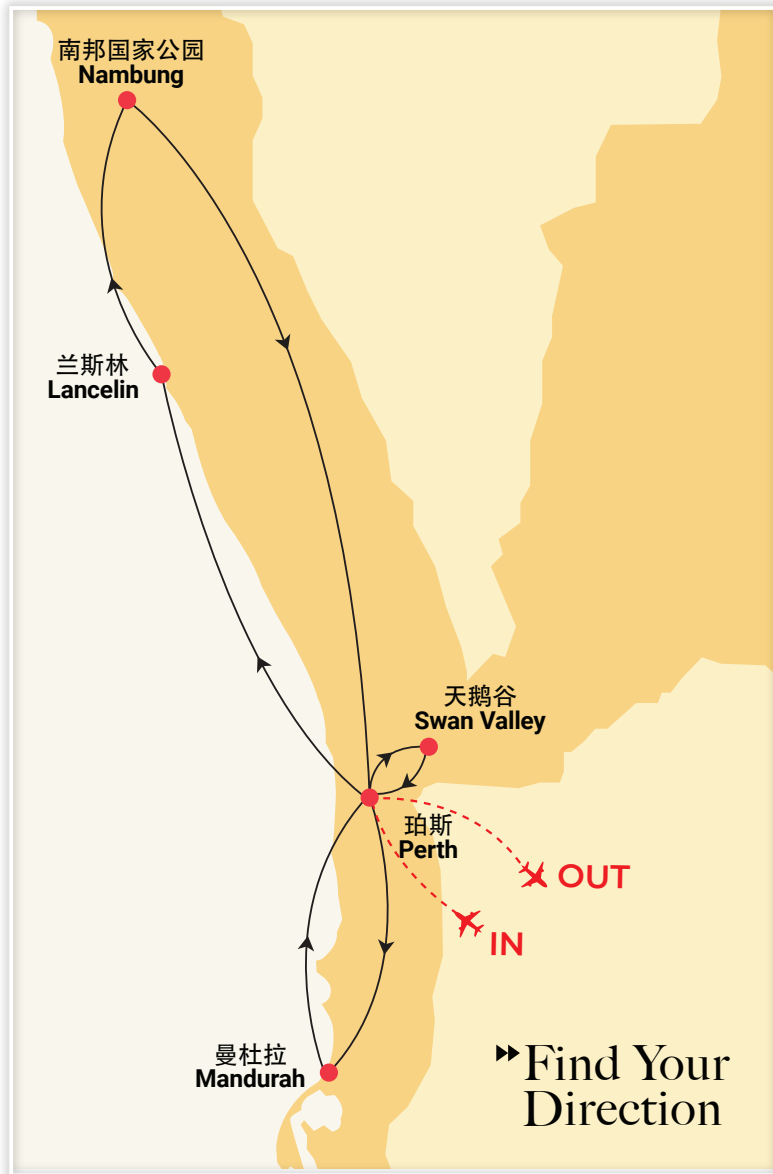 南邦国家公园
Nambung
兰斯林
Lancelin
天鹅谷
Swan Valley
珀斯
Perth
OUT
IN
曼杜拉
Mandurah
Find Your
Direction